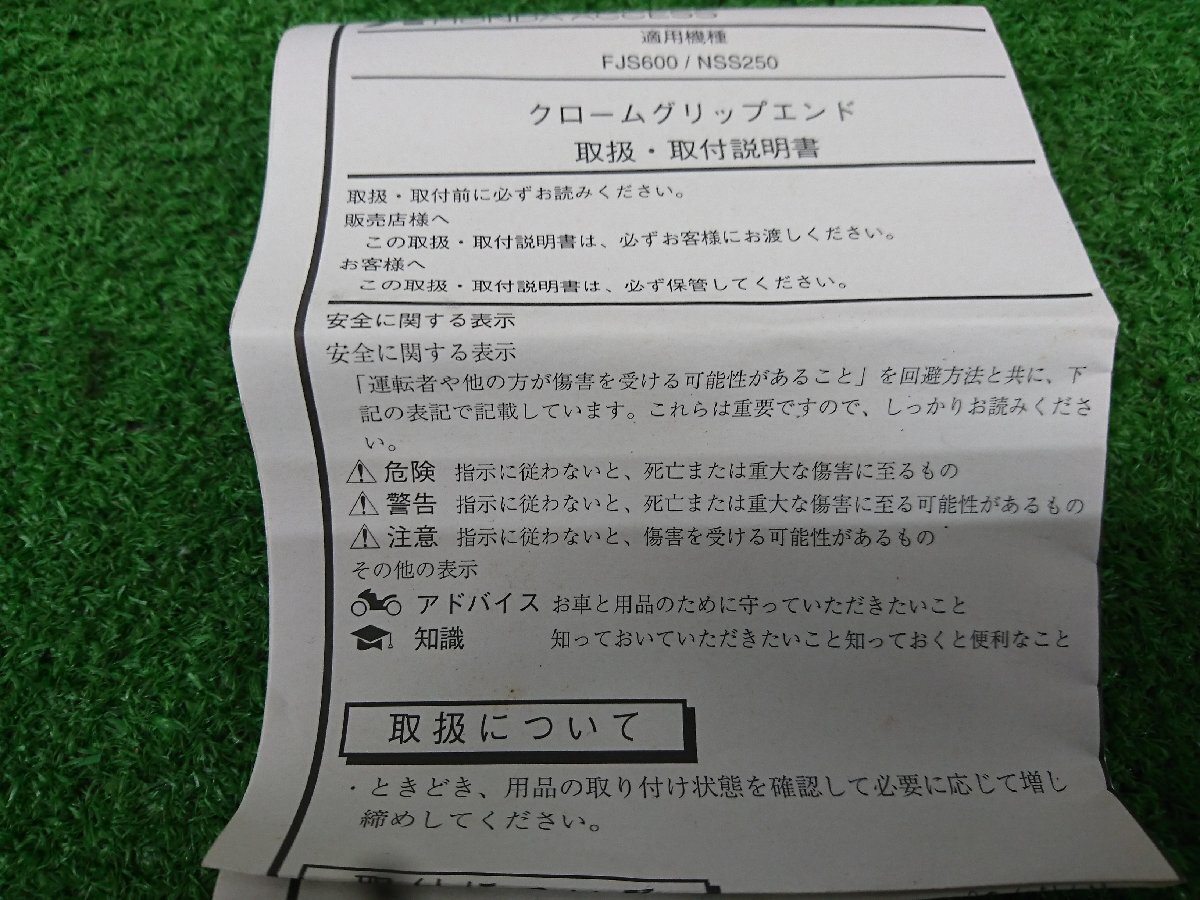 HONDA ACCESS
適用機種
FJS600 / NSS250
クロームグリップエンド
取扱・取付説明書
取扱・取付前に必ずお読みください。
販売店様へ
この取扱・取付説明書は、必ずお客様にお渡しください。
お客様へ
この取扱・取付説明書は、必ず保管してください。
安全に関する表示
安全に関する表示
「運転者や他の方が傷害を受ける可能性があること」を回避方法と共に、下
記の表記で記載しています。これらは重要ですので、しっかりお読みくださ
い。
危険 指示に従わないと、死亡または重大な傷害に至るもの
警告 指示に従わないと、死亡または重大な傷害に至る可能性があるもの
注意 指示に従わないと、傷害を受ける可能性があるもの
その他の表示
アドバイス お車と用品のために守っていただきたいこと
知識 知っておいていただきたいこと知っておくと便利なこと
取扱について
・ときどき、用品の取り付け状態を確認して必要に応じて増し
締めしてください。